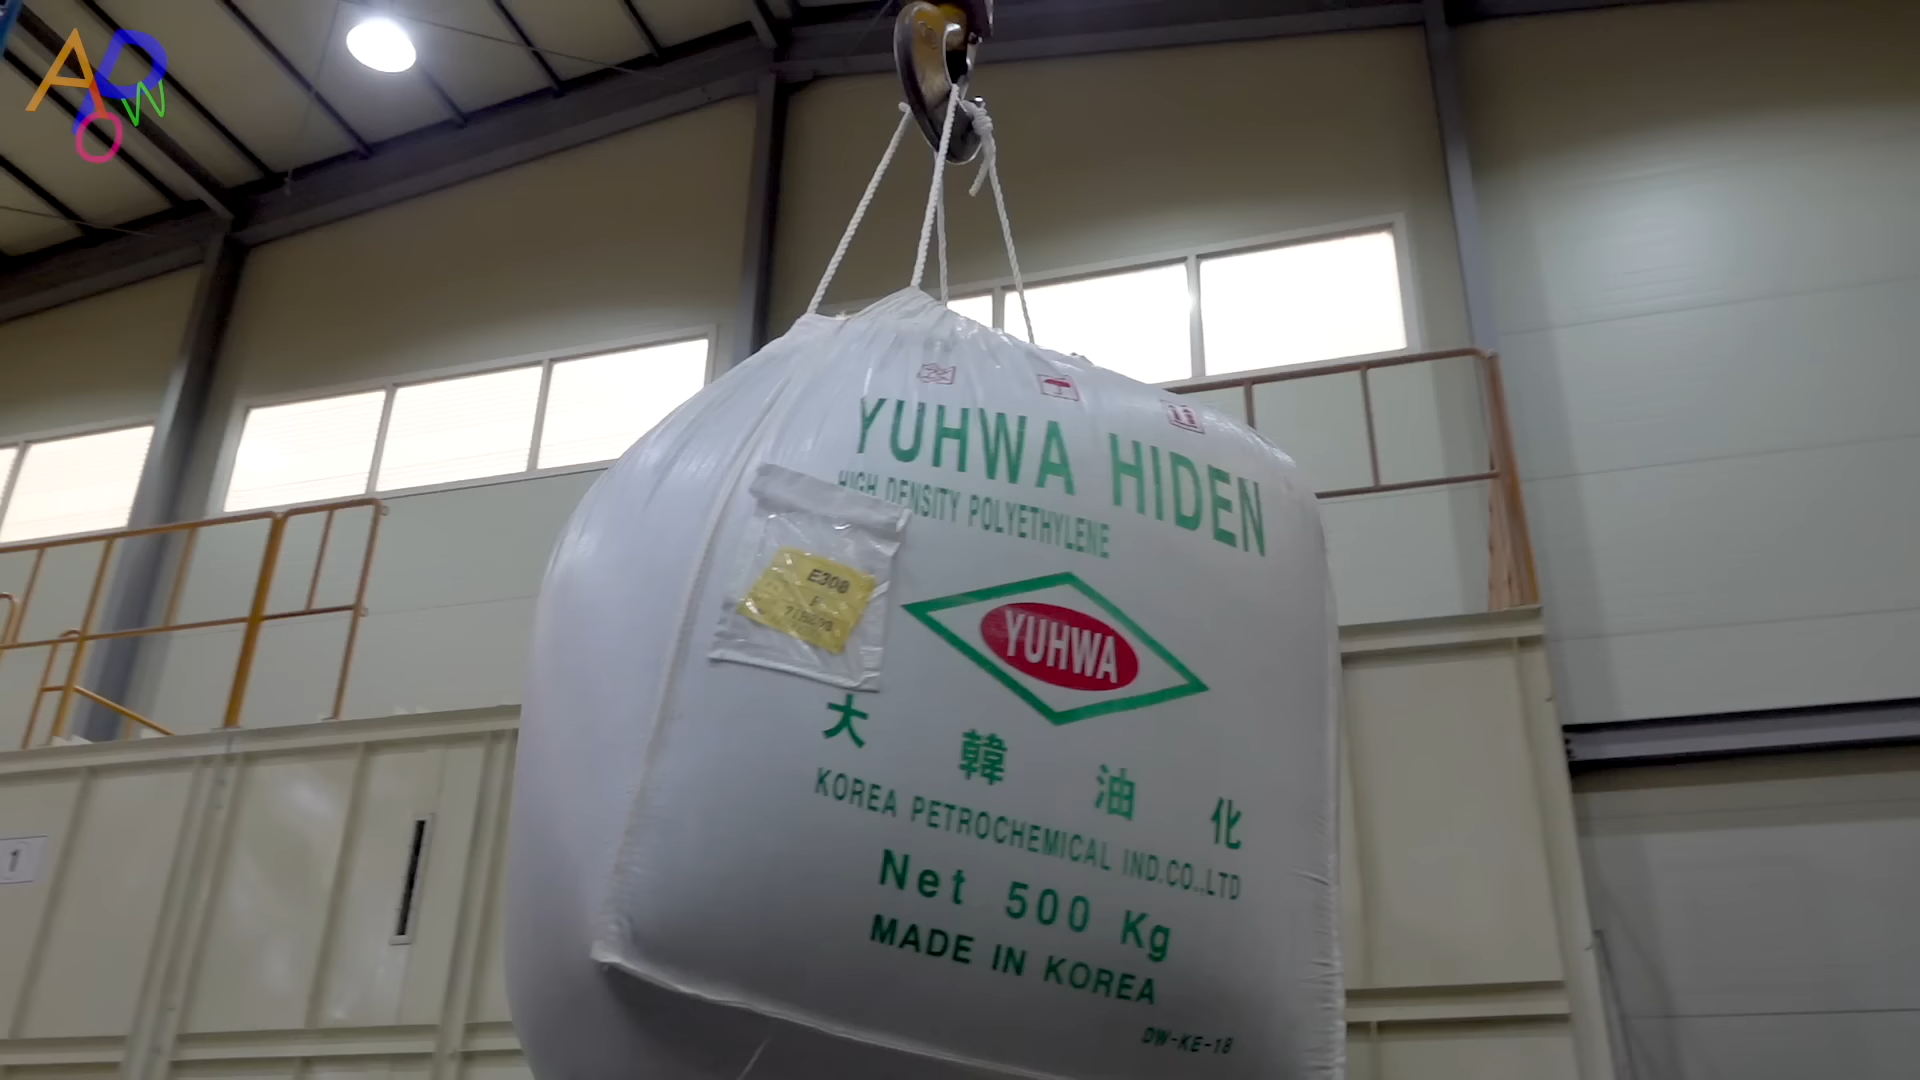 YUHWA HIDEN
HIGH DENSITY POLYETHYLENE
E308
YUHWA
大韓油化
KOREA PETROCHEMICAL IND.CO.,LTD
Net 500 Kg
MADE IN KOREA
DW-KE-18
1